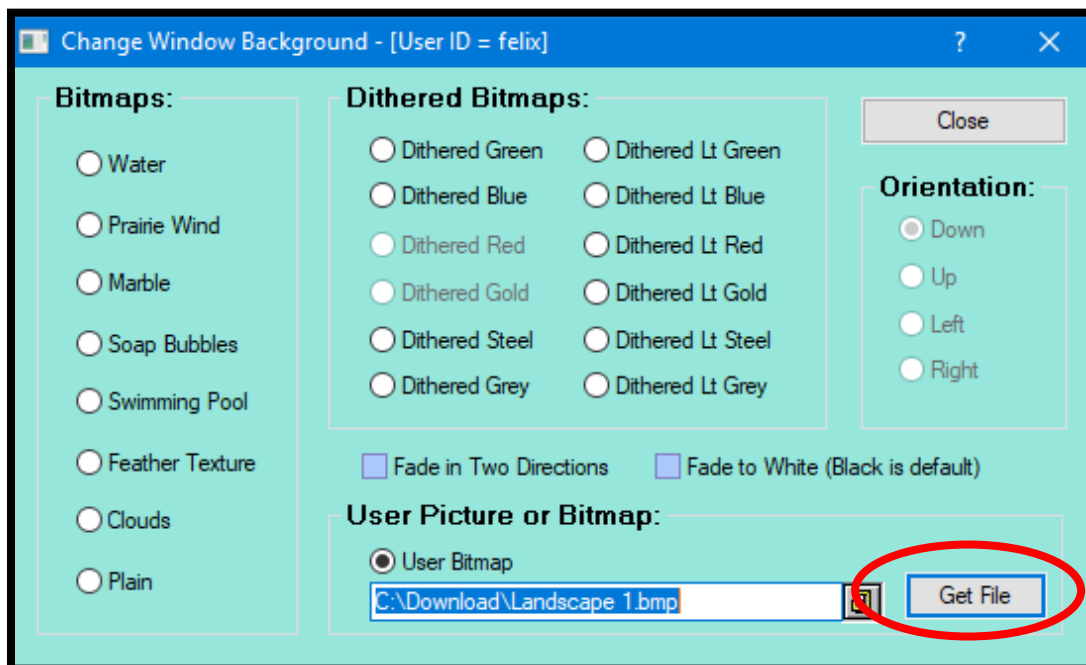 Change Window Background - [User ID = felix]
?
Bitmaps:
Water
Prairie Wind
Marble
Soap Bubbles
Swimming Pool
Feather Texture
Clouds
Plain
Dithered Bitmaps:
Dithered Green
Dithered Lt Green
Dithered Blue
Dithered Lt Blue
Dithered Red
Dithered Lt Red
Dithered Gold
Dithered Lt Gold
Dithered Steel
Dithered Lt Steel
Dithered Grey
Dithered Lt Grey
Close
Orientation:
Down
Up
Left
Right
Fade in Two Directions
Fade to White (Black is default)
User Picture or Bitmap:
User Bitmap
C:\Download\Landscape 1.bmp
Get File